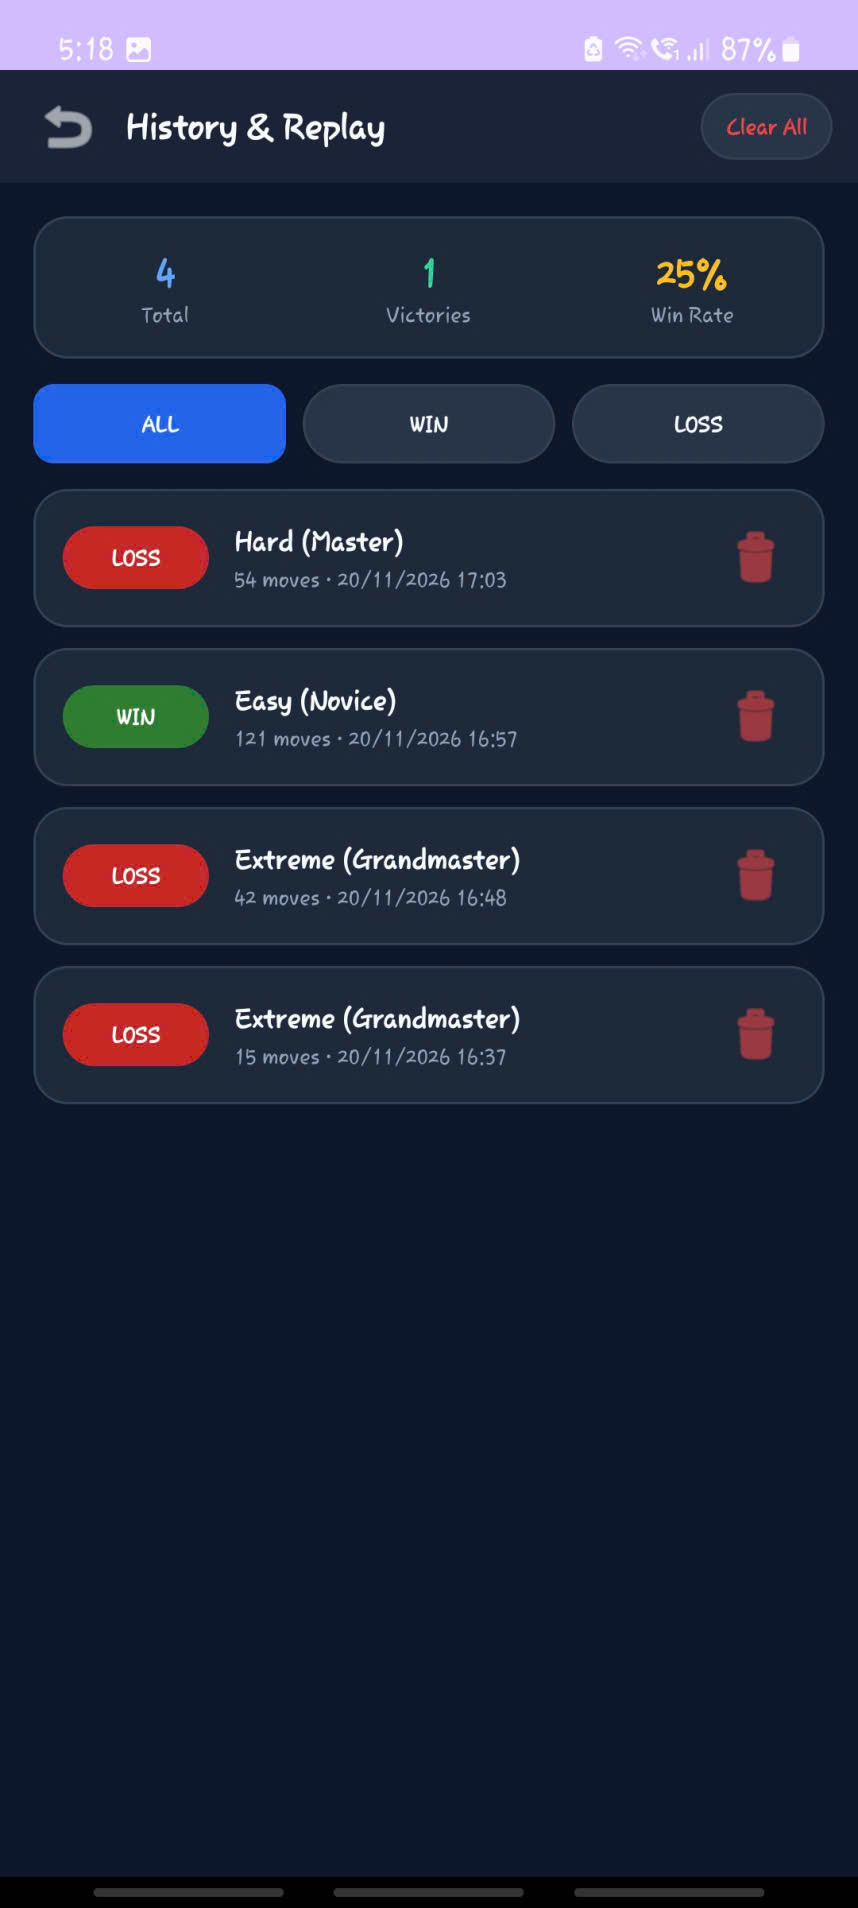 5:18
87%
History & Replay
Clear All
4
Total
1
Victories
25%
Win Rate
ALL
WIN
LOSS
LOSS
Hard (Master)
54 moves · 20/11/2026 17:03
WIN
Easy (Novice)
121 moves · 20/11/2026 16:57
LOSS
Extreme (Grandmaster)
42 moves · 20/11/2026 16:48
LOSS
Extreme (Grandmaster)
15 moves · 20/11/2026 16:37